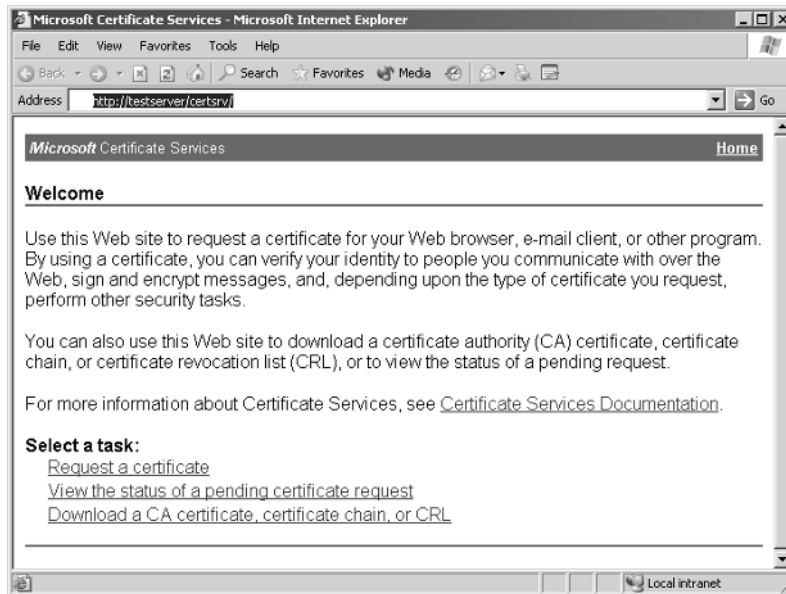 Microsoft Certificate Services - Microsoft Internet Explorer
File Edit View Favorites Tools Help
Back Search Favorites Media
Address http://testserver/certsrv/ Go
Microsoft Certificate Services Home
Welcome
Use this Web site to request a certificate for your Web browser, e-mail client, or other program.
By using a certificate, you can verify your identity to people you communicate with over the
Web, sign and encrypt messages, and, depending upon the type of certificate you request,
perform other security tasks.
You can also use this Web site to download a certificate authority (CA) certificate, certificate
chain, or certificate revocation list (CRL), or to view the status of a pending request.
For more information about Certificate Services, see Certificate Services Documentation.
Select a task:
Request a certificate
View the status of a pending certificate request
Download a CA certificate, certificate chain, or CRL
Local intranet